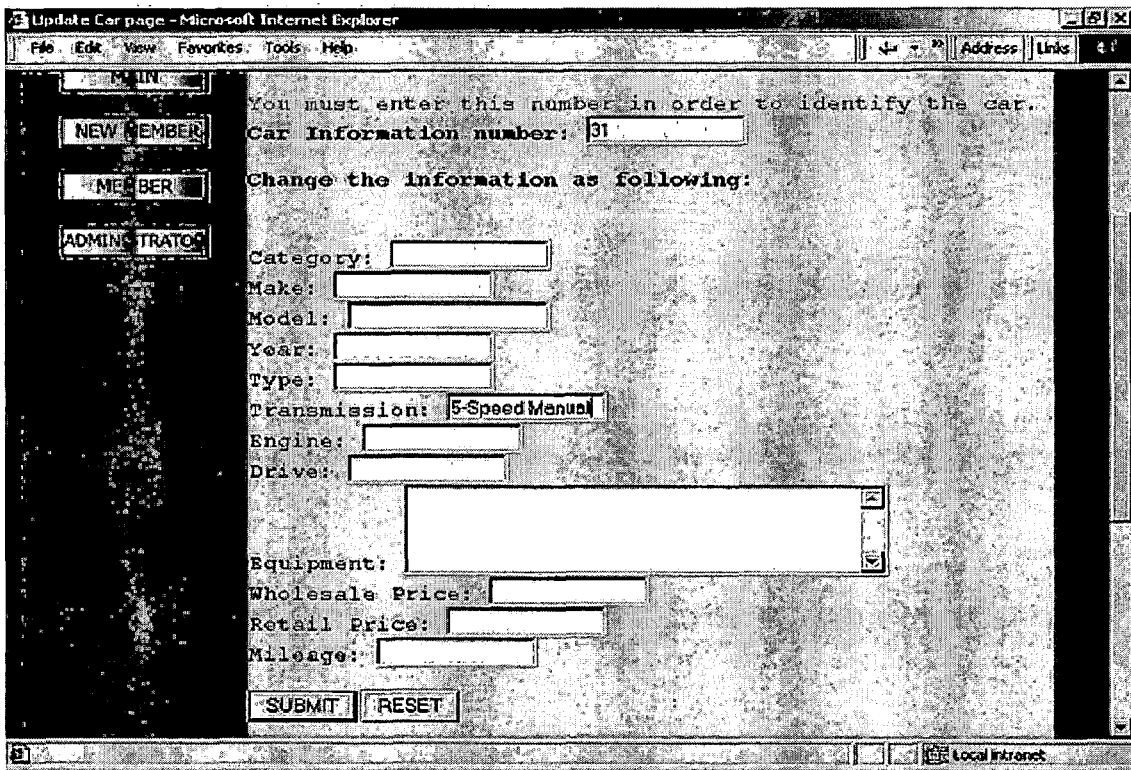 Update Car page - Microsoft Internet Explorer
File Edit View Favorites Tools Help
Address Links
MAIN
NEW MEMBER
MEMBER
ADMINISTRATOR
You must enter this number in order to identify the car.
Car Information number: 31
Change the information as following:
Category:
Make:
Model:
Year:
Type:
Transmission: 5-Speed Manual
Engine:
Drive:
Equipment:
Wholesale Price:
Retail Price:
Mileage:
SUBMIT RESET
Local intranet